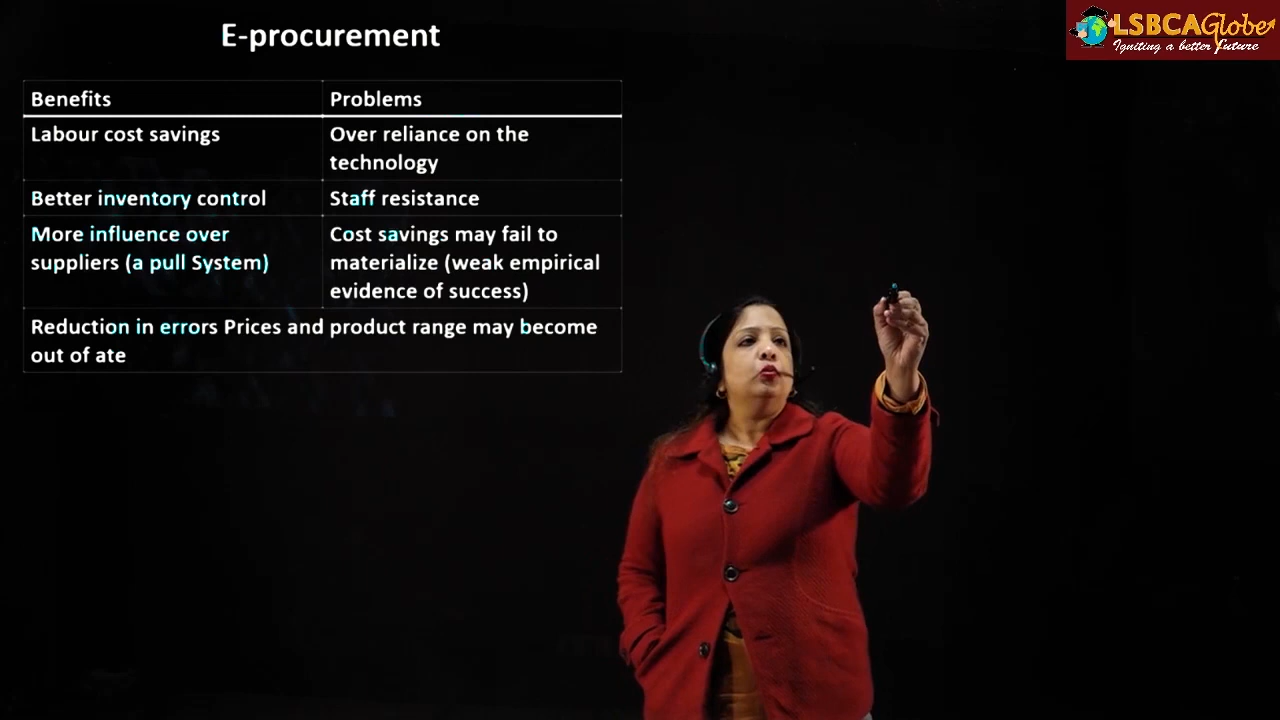 E-procurement
LSBCAGlobe
Igniting a better Future
Benefits
Problems
Labour cost savings
Over reliance on the
technology
Better inventory control
Staff resistance
More influence over
suppliers (a pull System)
Cost savings may fail to
materialize (weak empirical
evidence of success)
Reduction in errors Prices and product range may become
out of ate